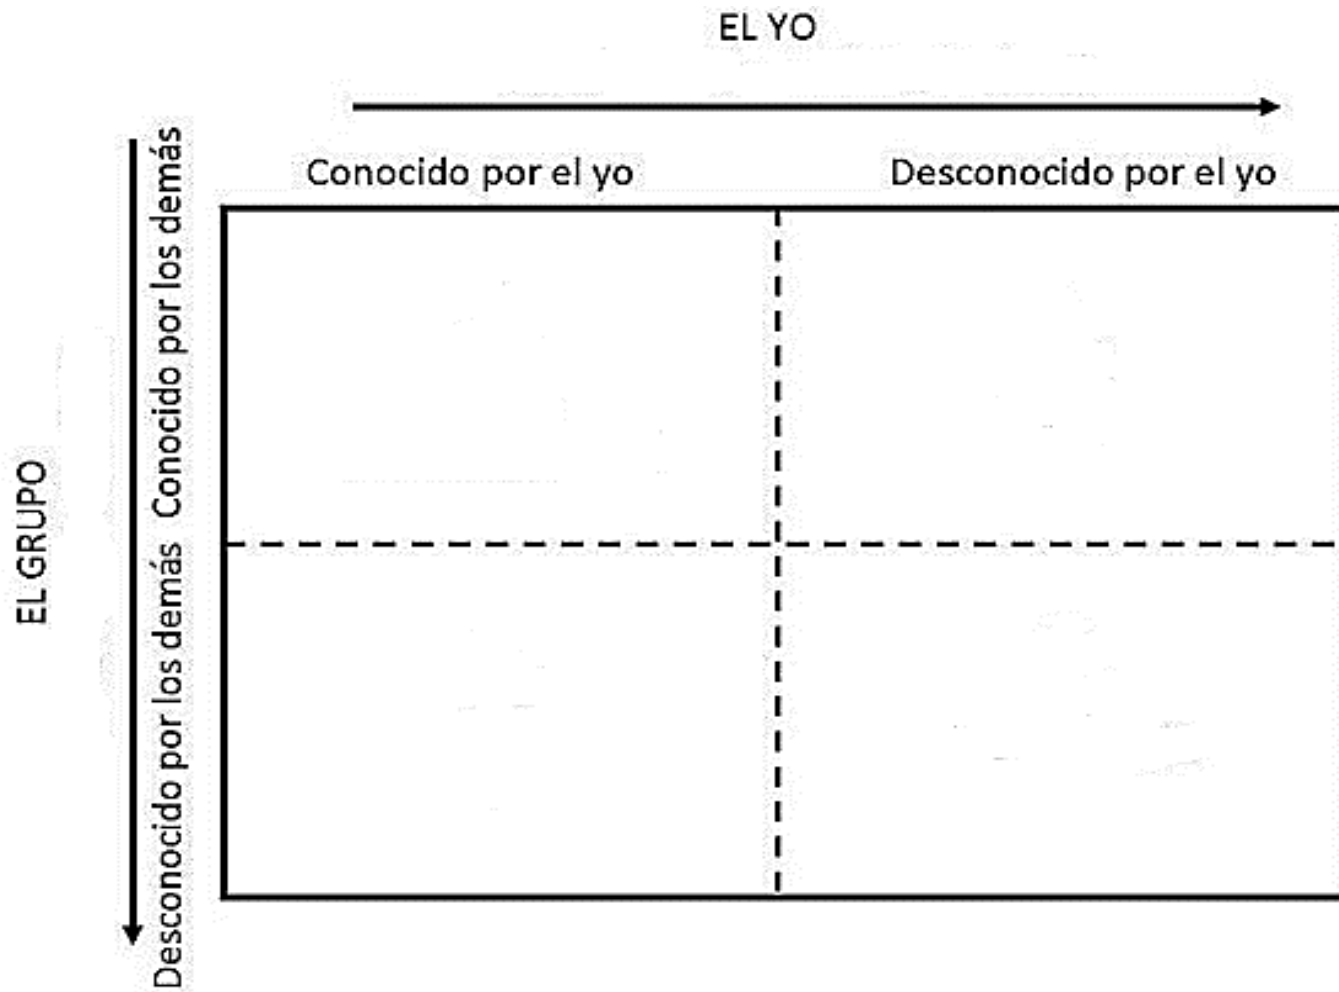 EL YO
Conocido por el yo
Desconocido por el yo
EL GRUPO
Conocido por los demás
Desconocido por los demás